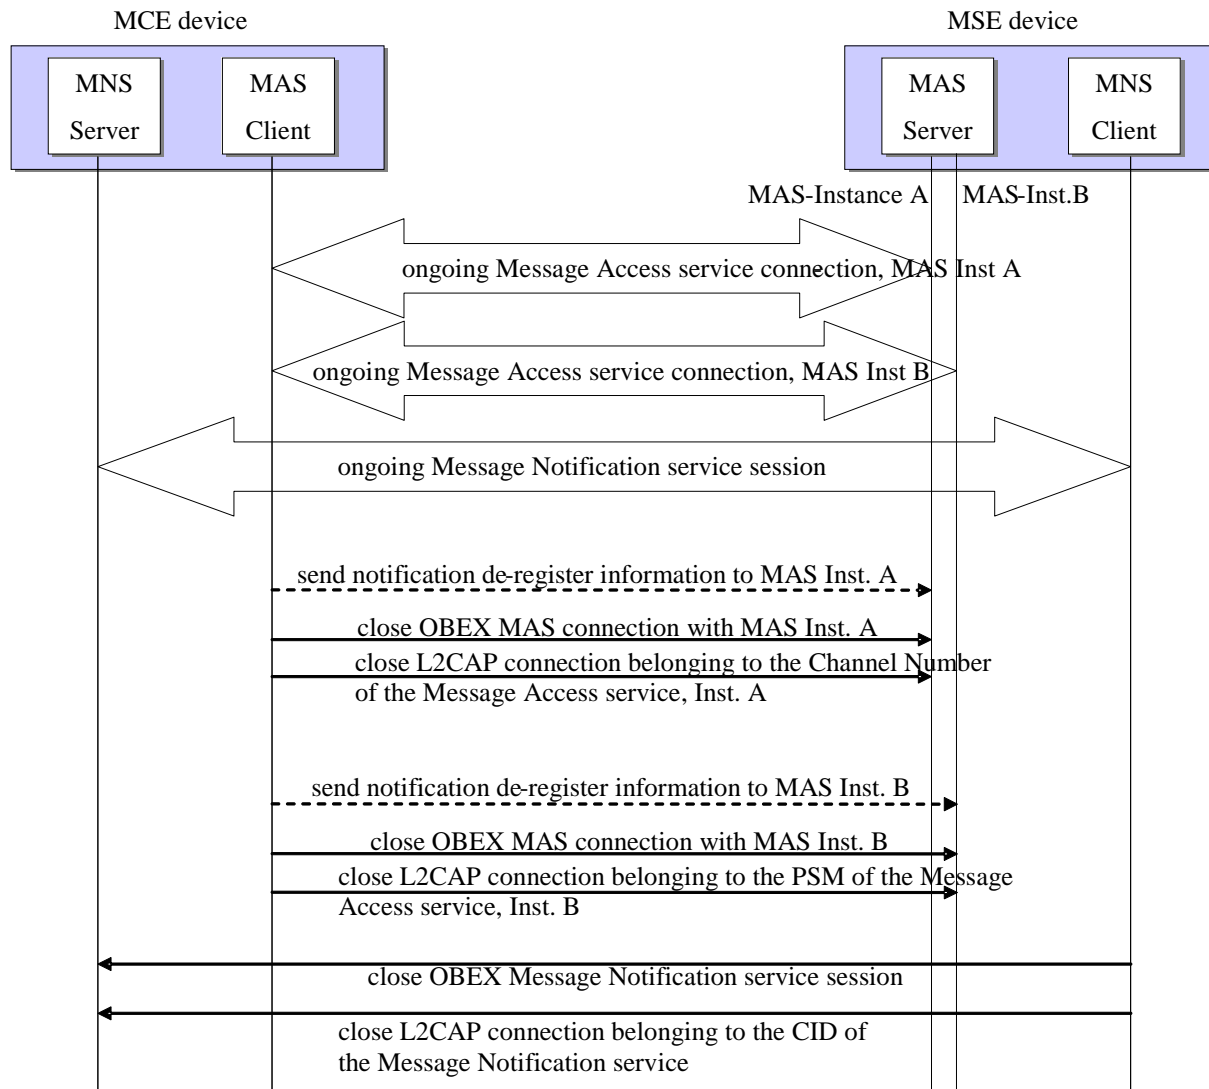 MCE device
MSE device
MNS
Server
MAS
Client
MAS
Server
MNS
Client
MAS-Instance A
MAS-Inst.B
ongoing Message Access service connection, MAS Inst A
ongoing Message Access service connection, MAS Inst B
ongoing Message Notification service session
send notification de-register information to MAS Inst. A
close OBEX MAS connection with MAS Inst. A
close L2CAP connection belonging to the Channel Number
of the Message Access service, Inst. A
send notification de-register information to MAS Inst. B
close OBEX MAS connection with MAS Inst. B
close L2CAP connection belonging to the PSM of the Message
Access service, Inst. B
close OBEX Message Notification service session
close L2CAP connection belonging to the CID of
the Message Notification service